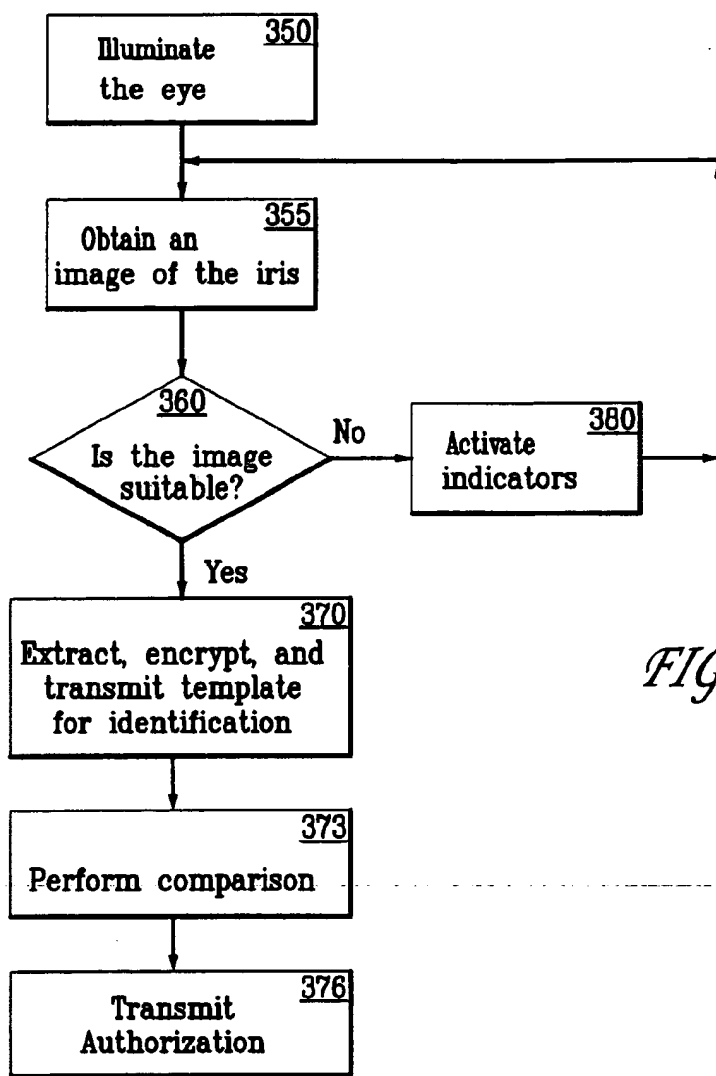 350
Illuminate
the eye
355
Obtain an
image of the iris
360
Is the image
suitable?
No
380
Activate
indicators
Yes
370
Extract, encrypt, and
transmit template
for identification
FIG
373
Perform comparison
376
Transmit
Authorization